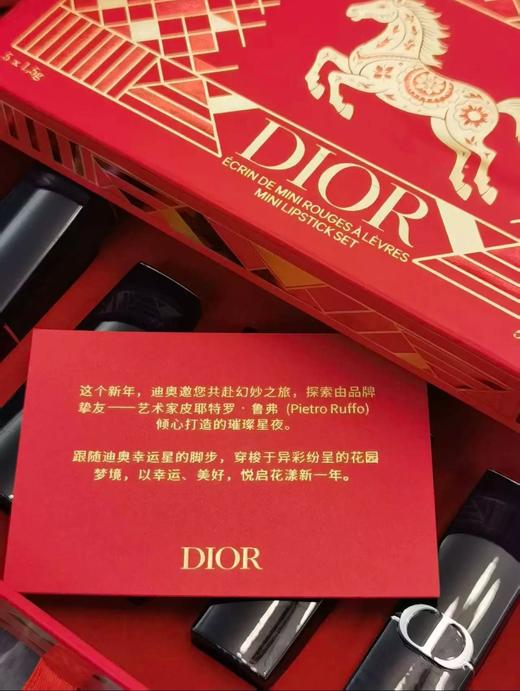 5 x 1,5g
DIOR
ÉCRIN DE MINI ROUGES À LÈVRES
MINI LIPSTICK SET
这个新年，迪奥邀您共赴幻妙之旅，探索由品牌
挚友——艺术家皮耶特罗·鲁弗 (Pietro Ruffo)
倾心打造的璀璨星夜。
跟随迪奥幸运星的脚步，穿梭于异彩纷呈的花园
梦境，以幸运、美好，悦启花漾新一年。
DIOR
CD